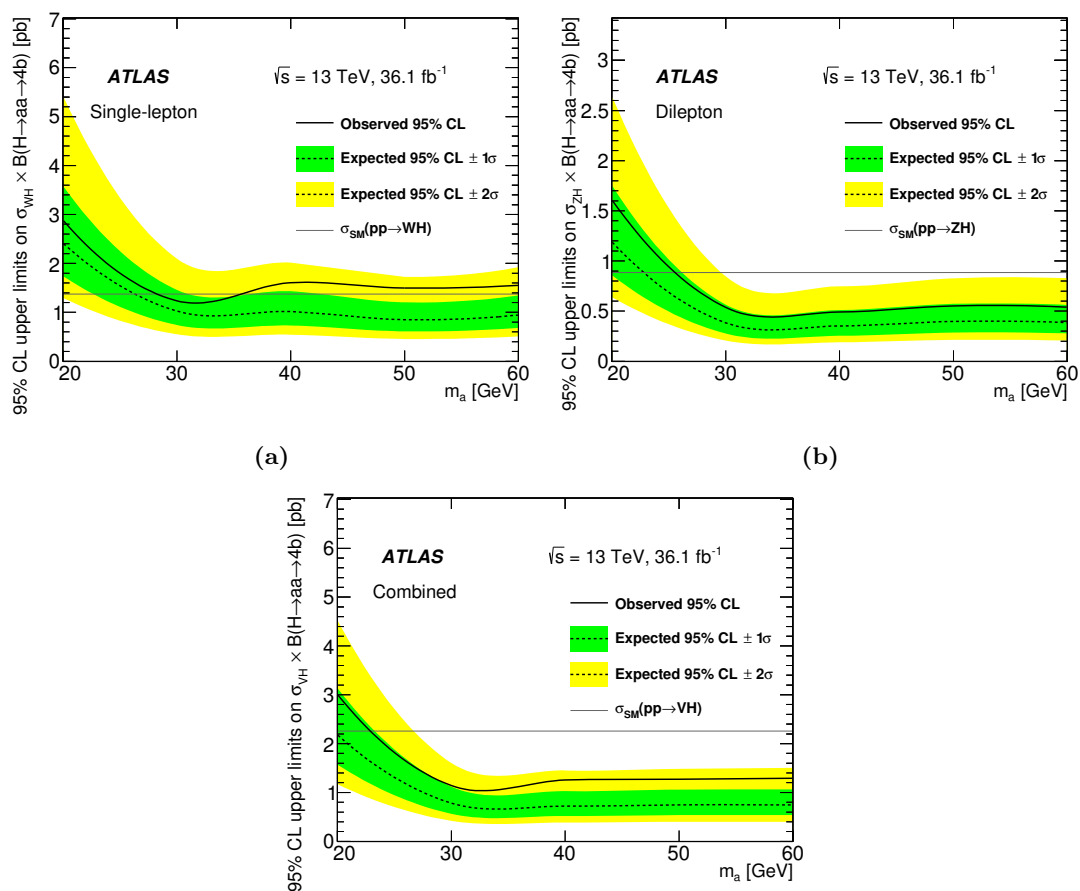 95% CL upper limits on σWH × B(H→aa→4b) [pb]
7
6
5
4
3
2
1
0
ATLAS
√s = 13 TeV, 36.1 fb-1
Single-lepton
Observed 95% CL
Expected 95% CL ± 1σ
Expected 95% CL ± 2σ
σSM(pp→WH)
20 30 40 50 60
ma [GeV]
(a)
95% CL upper limits on σZH × B(H→aa→4b) [pb]
3
2.5
2
1.5
1
0.5
0
ATLAS
√s = 13 TeV, 36.1 fb-1
Dilepton
Observed 95% CL
Expected 95% CL ± 1σ
Expected 95% CL ± 2σ
σSM(pp→ZH)
20 30 40 50 60
ma [GeV]
(b)
95% CL upper limits on σVH × B(H→aa→4b) [pb]
7
6
5
4
3
2
1
0
ATLAS
√s = 13 TeV, 36.1 fb-1
Combined
Observed 95% CL
Expected 95% CL ± 1σ
Expected 95% CL ± 2σ
σSM(pp→VH)
20 30 40 50 60
ma [GeV]